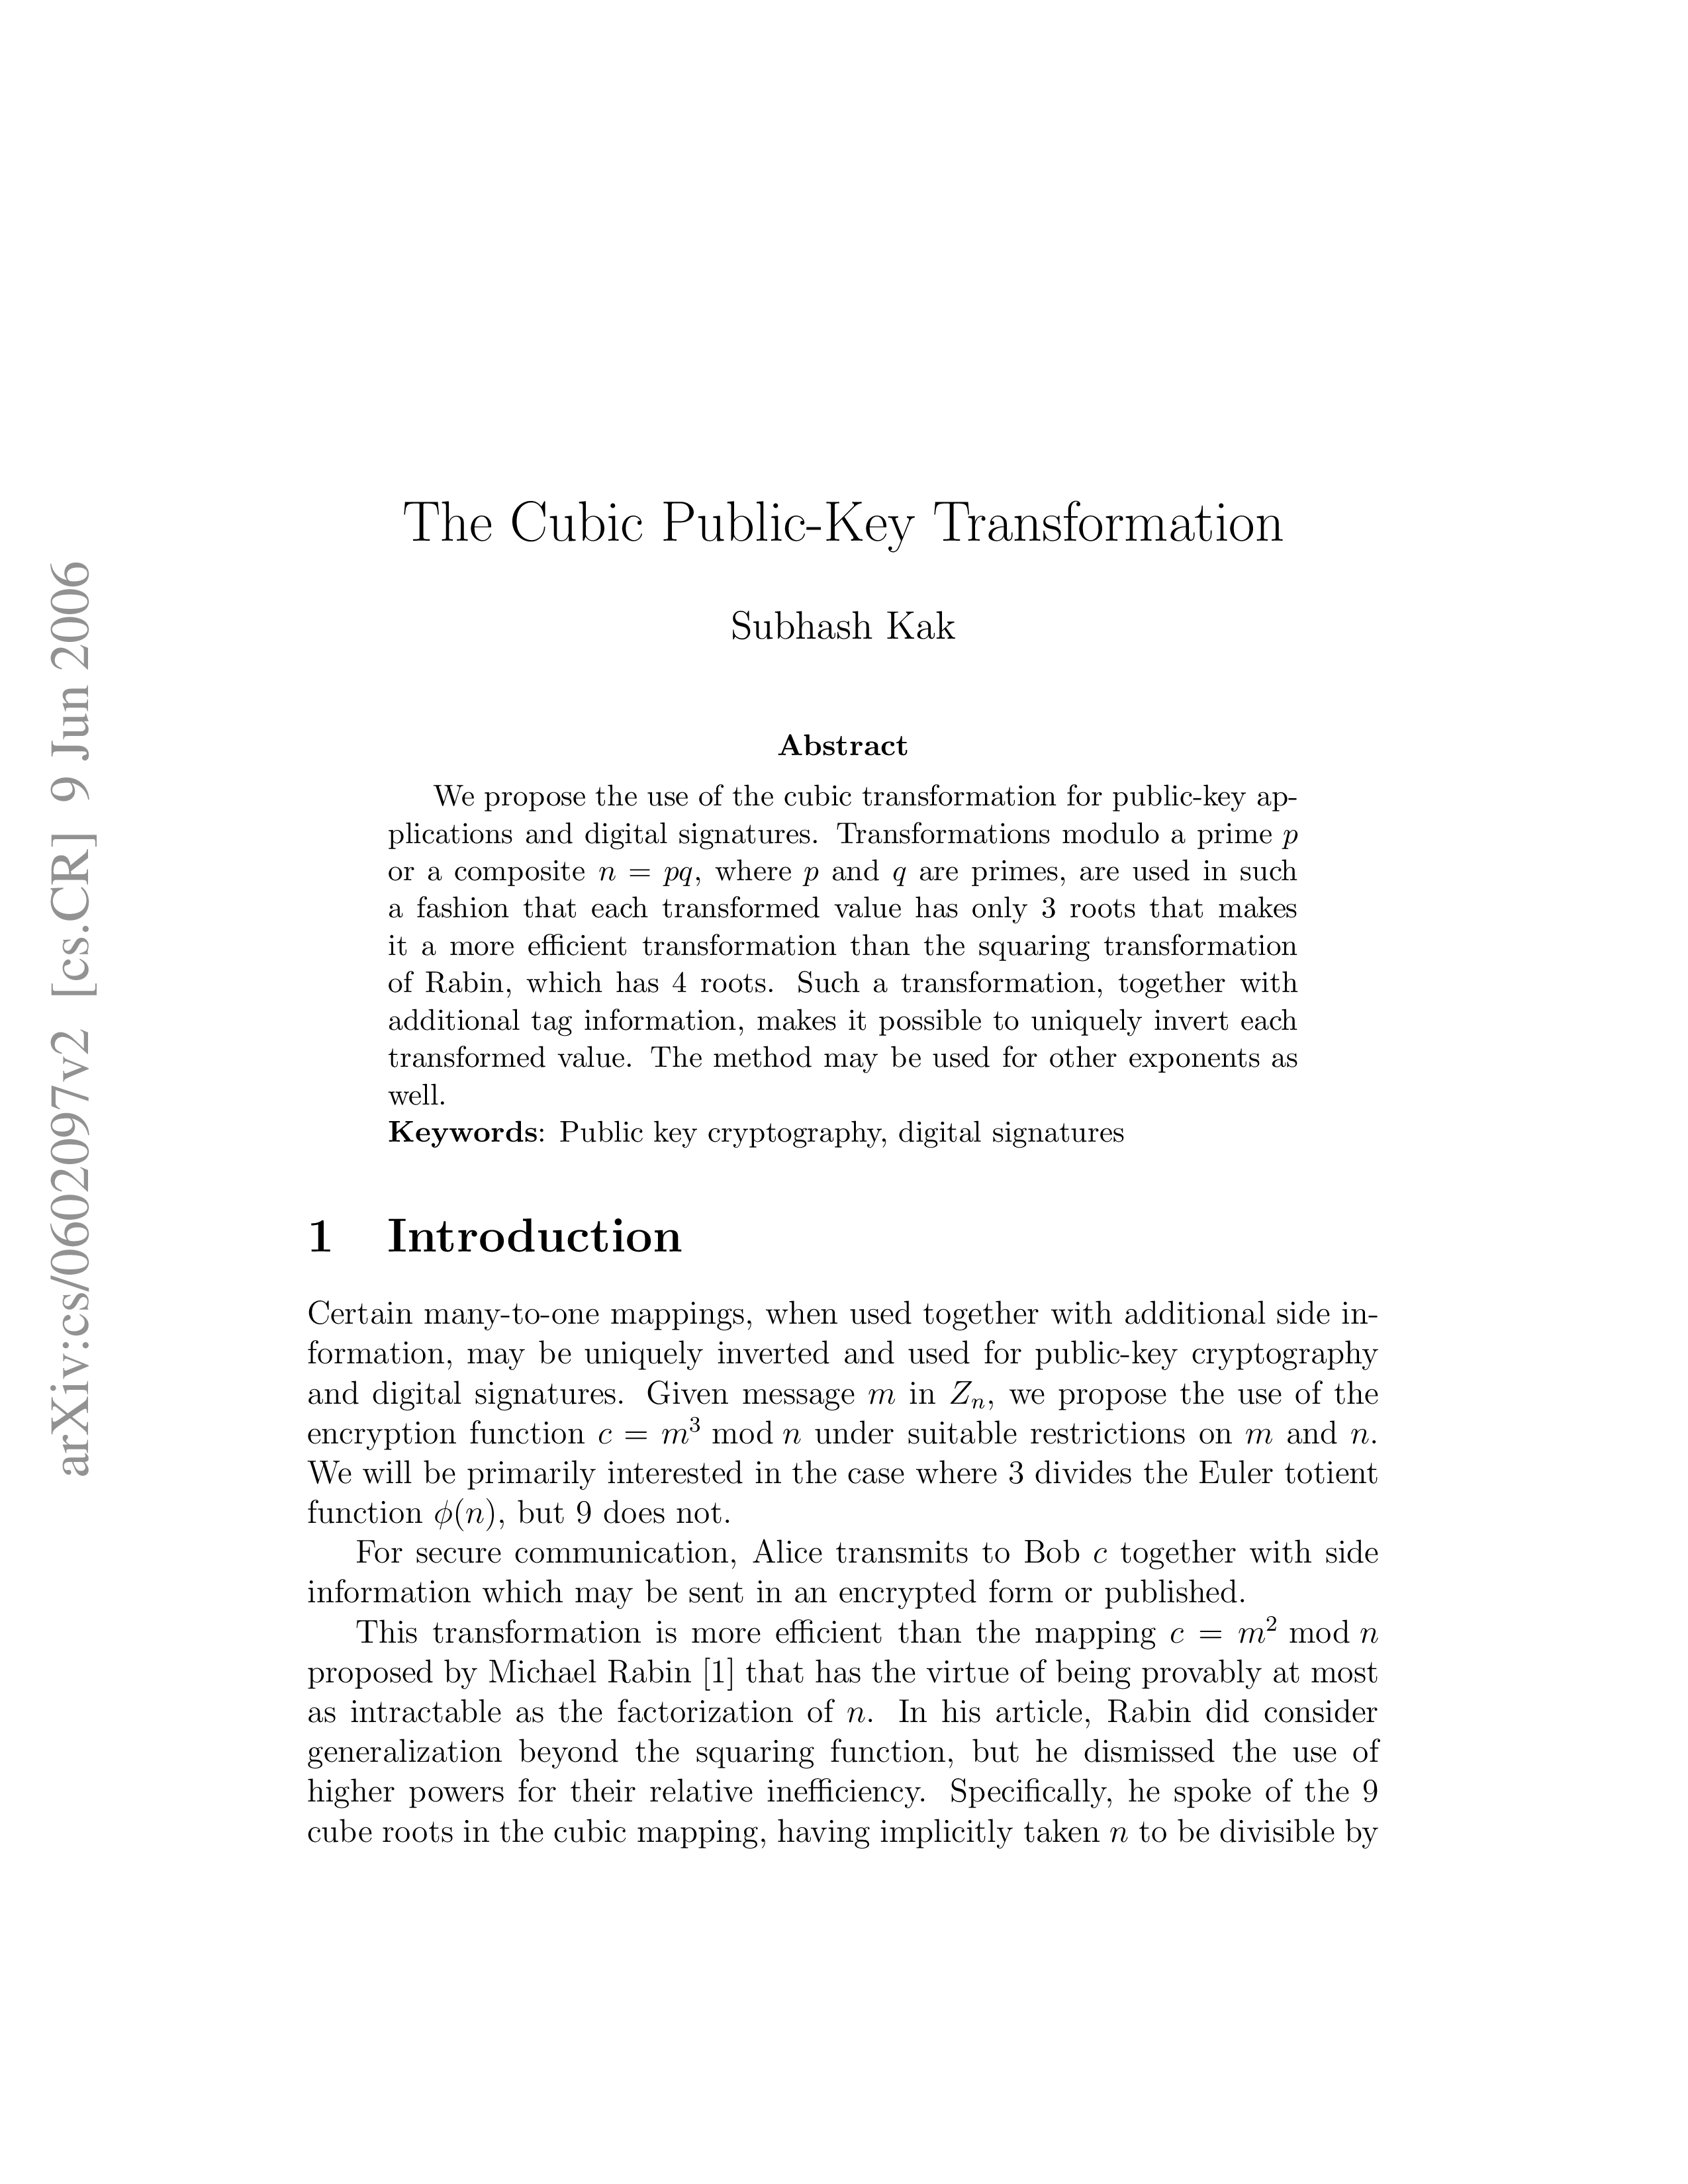 arXiv:cs/0602097v2 [cs.CR] 9 Jun 2006
The Cubic Public-Key Transformation
Subhash Kak
Abstract
We propose the use of the cubic transformation for public-key ap-
plications and digital signatures. Transformations modulo a prime p
or a composite n = pq, where p and q are primes, are used in such
a fashion that each transformed value has only 3 roots that makes
it a more efficient transformation than the squaring transformation
of Rabin, which has 4 roots. Such a transformation, together with
additional tag information, makes it possible to uniquely invert each
transformed value. The method may be used for other exponents as
well.
Keywords: Public key cryptography, digital signatures
1 Introduction
Certain many-to-one mappings, when used together with additional side in-
formation, may be uniquely inverted and used for public-key cryptography
and digital signatures. Given message m in Zₙ, we propose the use of the
encryption function c = m³ mod n under suitable restrictions on m and n.
We will be primarily interested in the case where 3 divides the Euler totient
function ϕ(n), but 9 does not.
For secure communication, Alice transmits to Bob c together with side
information which may be sent in an encrypted form or published.
This transformation is more efficient than the mapping c = m² mod n
proposed by Michael Rabin [1] that has the virtue of being provably at most
as intractable as the factorization of n. In his article, Rabin did consider
generalization beyond the squaring function, but he dismissed the use of
higher powers for their relative inefficiency. Specifically, he spoke of the 9
cube roots in the cubic mapping, having implicitly taken n to be divisible by